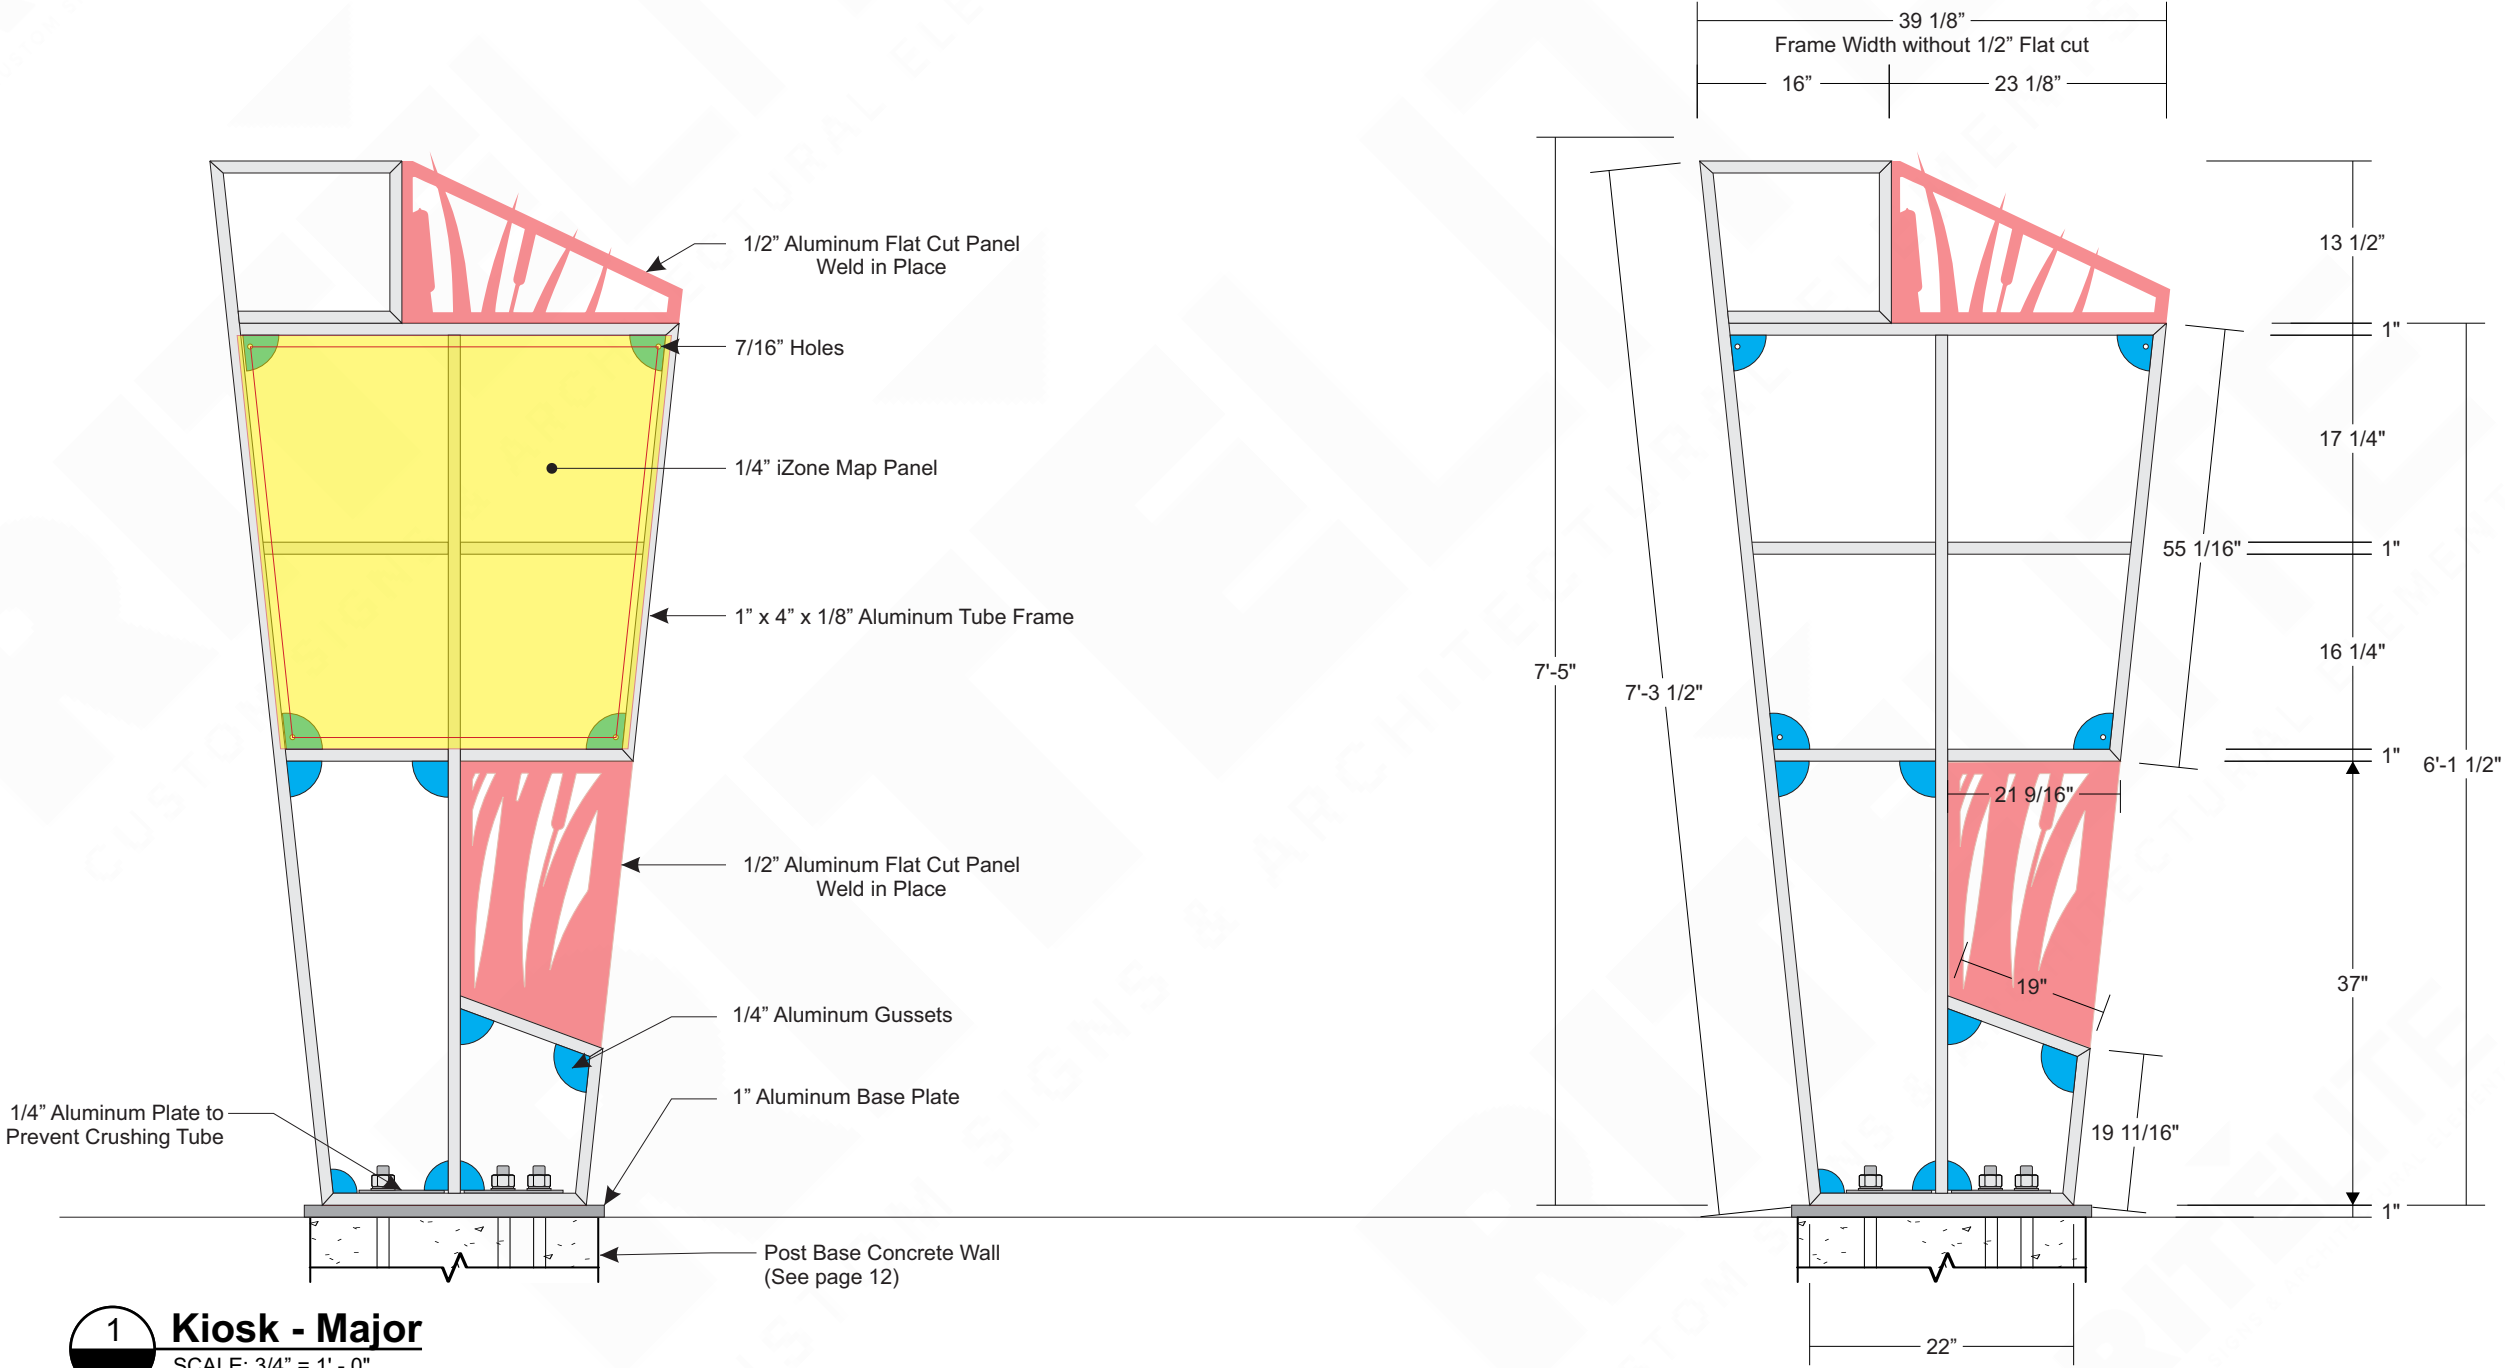 39 1/8”
Frame Width without 1/2” Flat cut
16”
23 1/8”
1/2” Aluminum Flat Cut Panel
Weld in Place
7/16” Holes
1/4” iZone Map Panel
1” x 4” x 1/8” Aluminum Tube Frame
1/2” Aluminum Flat Cut Panel
Weld in Place
1/4” Aluminum Gussets
1” Aluminum Base Plate
1/4” Aluminum Plate to
Prevent Crushing Tube
Post Base Concrete Wall
(See page 12)
13 1/2”
1"
17 1/4"
1"
55 1/16"
16 1/4"
7'-5"
7'-3 1/2"
1"
6'-1 1/2"
21 9/16"
19"
37"
19 11/16"
1"
22”
1
Kiosk - Major
SCALE: 3/4” = 1' - 0"
CUSTOM SIGNS & ARCHITECTURAL ELEMENTS